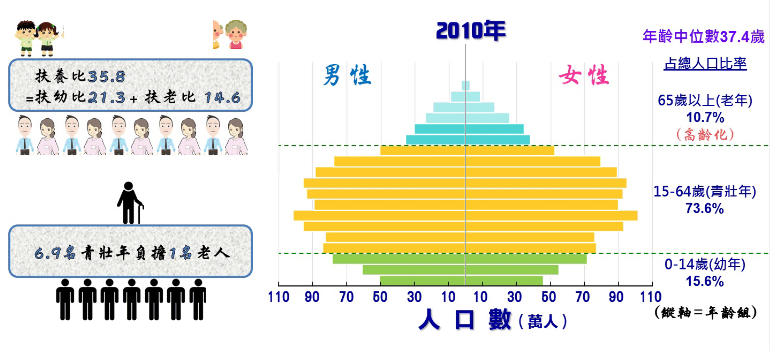 2010年
男性
女性
年齡中位數37.4歲
占總人口比率
65歲以上(老年)
10.7%
(高齡化)
15-64歲(青壯年)
73.6%
0-14歲(幼年)
15.6%
(縱軸=年齡組)
扶養比35.8
=扶幼比21.3+扶老比 14.6
6.9名青壯年負擔1名老人
110 90 70 50 30 10 10 30 50 70 90 110
人口數(萬人)